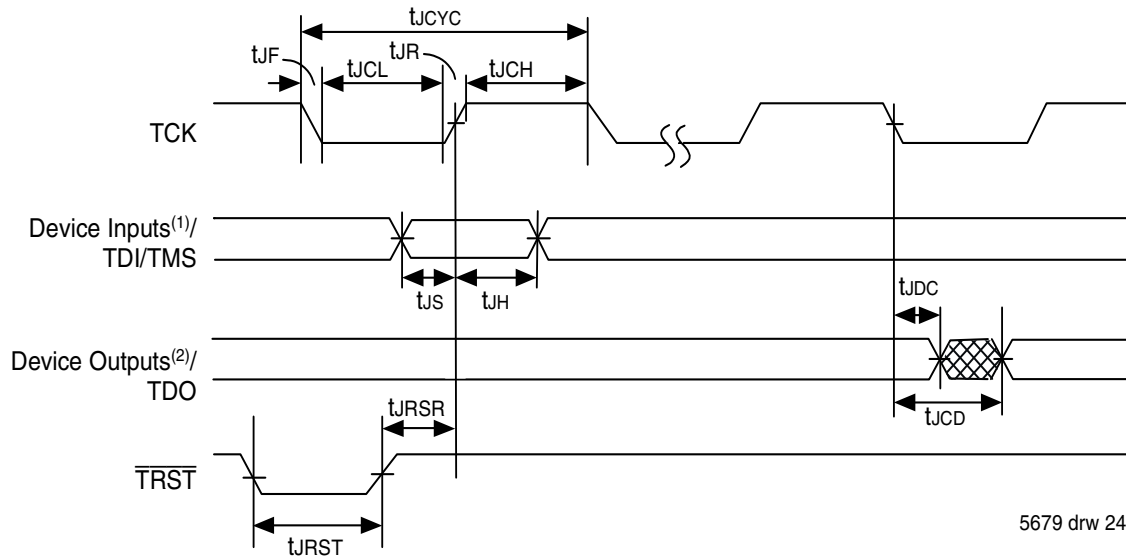 tJCYC
tJF
tJCL
tJR
tJCH
TCK
Device Inputs(1)/
TDI/TMS
tJS
tJH
tJDC
Device Outputs(2)/
TDO
tJCD
tJRSR
TRST
tJRST
5679 drw 24